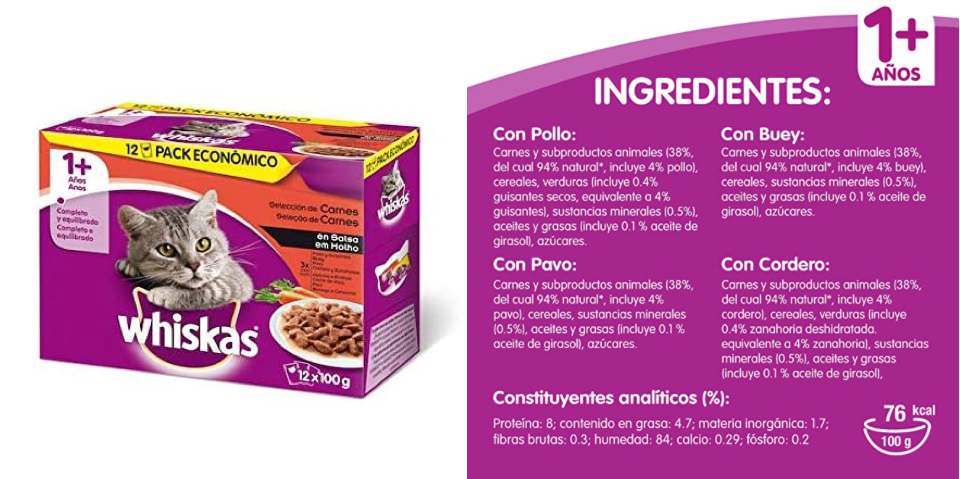 12 PACK ECONÓMICO
whiskas
12 PACK ECONÓMICO
12 PACK ECONÓMICO
1+
Años
Anos
Completo
y equilibrado
Completo e
equilibrado
Selección de Carnes
Seleção de Carnes
en Salsa
em Molho
3x
whiskas
whiskas
12x100g
1+
AÑOS
INGREDIENTES:
Con Pollo:
Carnes y subproductos animales (38%,
del cual 94% natural*, incluye 4% pollo),
cereales, verduras (incluye 0.4%
guisantes secos, equivalente a 4%
guisantes), sustancias minerales (0.5%),
aceites y grasas (incluye 0.1 % aceite de
girasol), azúcares.
Con Buey:
Carnes y subproductos animales (38%,
del cual 94% natural*, incluye 4% buey),
cereales, sustancias minerales (0.5%),
aceites y grasas (incluye 0.1 % aceite de
girasol), azúcares.
Con Pavo:
Carnes y subproductos animales (38%,
del cual 94% natural*, incluye 4%
pavo), cereales, sustancias minerales
(0.5%), aceites y grasas (incluye 0.1 %
aceite de girasol), azúcares.
Con Cordero:
Carnes y subproductos animales (38%,
del cual 94% natural*, incluye 4%
cordero), cereales, verduras (incluye
0.4% zanahoria deshidratada.
equivalente a 4% zanahoria), sustancias
minerales (0.5%), aceites y grasas
(incluye 0.1 % aceite de girasol),
Constituyentes analíticos (%):
Proteína: 8; contenido en grasa: 4.7; materia inorgánica: 1.7;
fibras brutas: 0.3; humedad: 84; calcio: 0.29; fósforo: 0.2
76 kcal
100 g